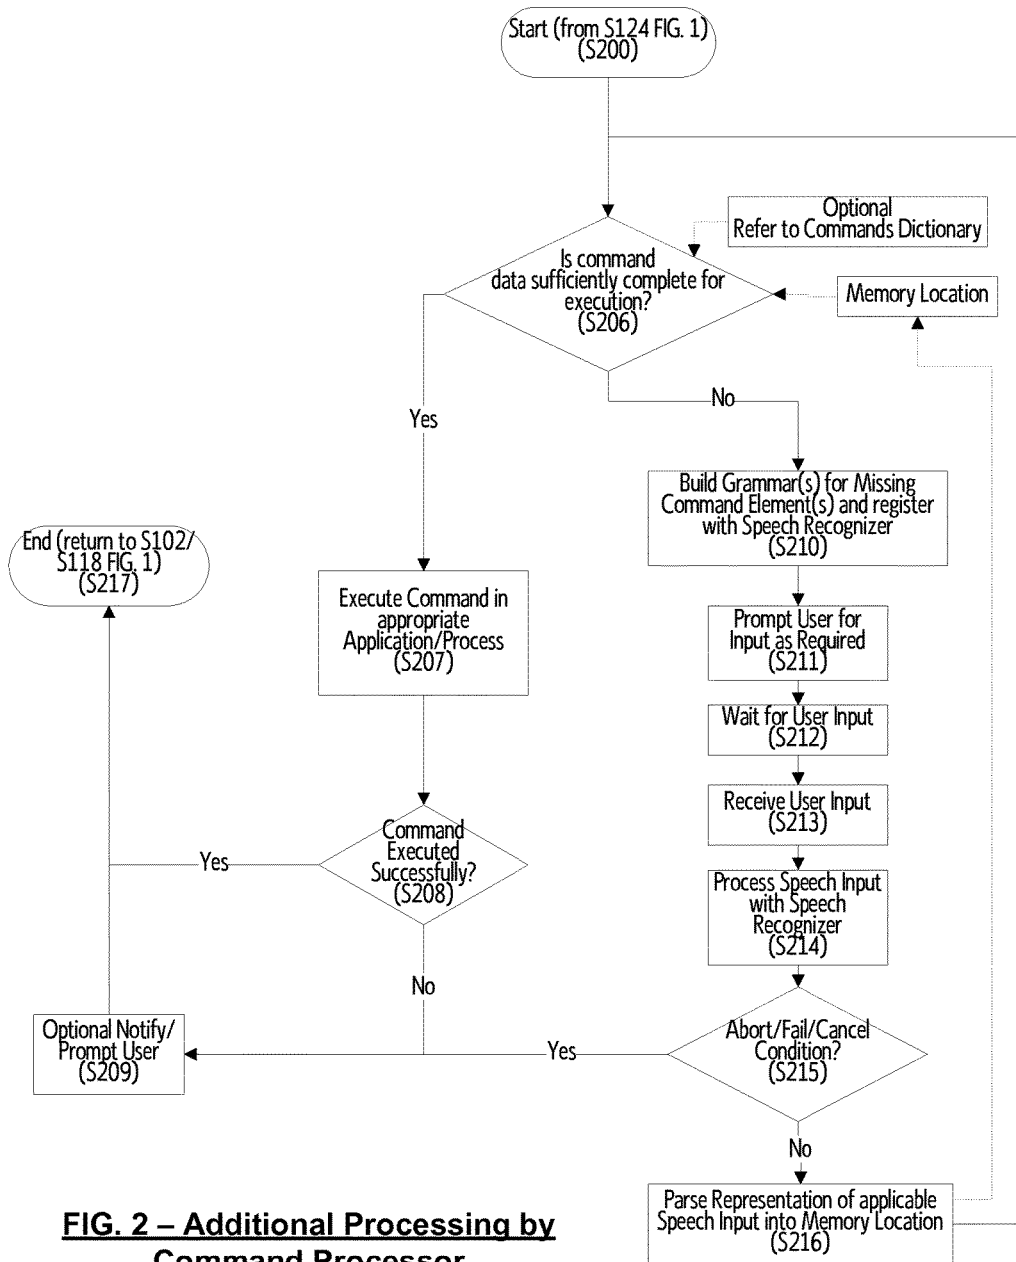 Start (from S124 FIG. 1)
(S200)
Optional
Refer to Commands Dictionary
Is command
data sufficiently complete for
execution?
(S206)
Memory Location
No
Yes
Build Grammar(s) for Missing
Command Element(s) and register
with Speech Recognizer
(S210)
End (return to S102/
S118 FIG. 1)
(S217)
Execute Command in
appropriate
Application/Process
(S207)
Prompt User for
Input as Required
(S211)
Wait for User Input
(S212)
Receive User Input
(S213)
Command
Executed
Successfully?
(S208)
Yes
Process Speech Input
with Speech
Recognizer
(S214)
No
Optional Notify/
Prompt User
(S209)
Yes
Abort/Fail/Cancel
Condition?
(S215)
No
Parse Representation of applicable
Speech Input into Memory Location
(S216)
FIG. 2 – Additional Processing by
Command Processor